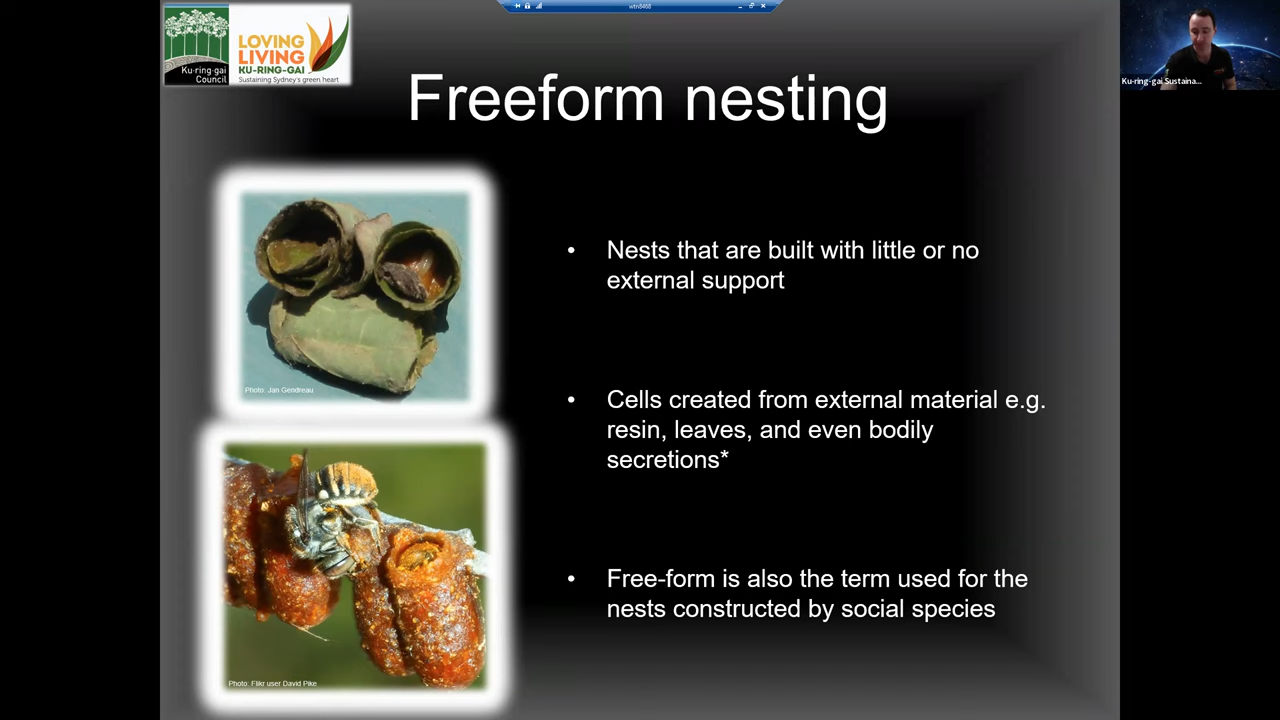 wtn8468
Ku-ring-gai
Council
LOVING
LIVING
KU-RING-GAI
Sustaining Sydney's green heart
Ku-ring-gai Sustaina...
Freeform nesting
• Nests that are built with little or no
external support
Photo: Jan Gendreau
• Cells created from external material e.g.
resin, leaves, and even bodily
secretions*
• Free-form is also the term used for the
nests constructed by social species
Photo: Flikr user David Pike